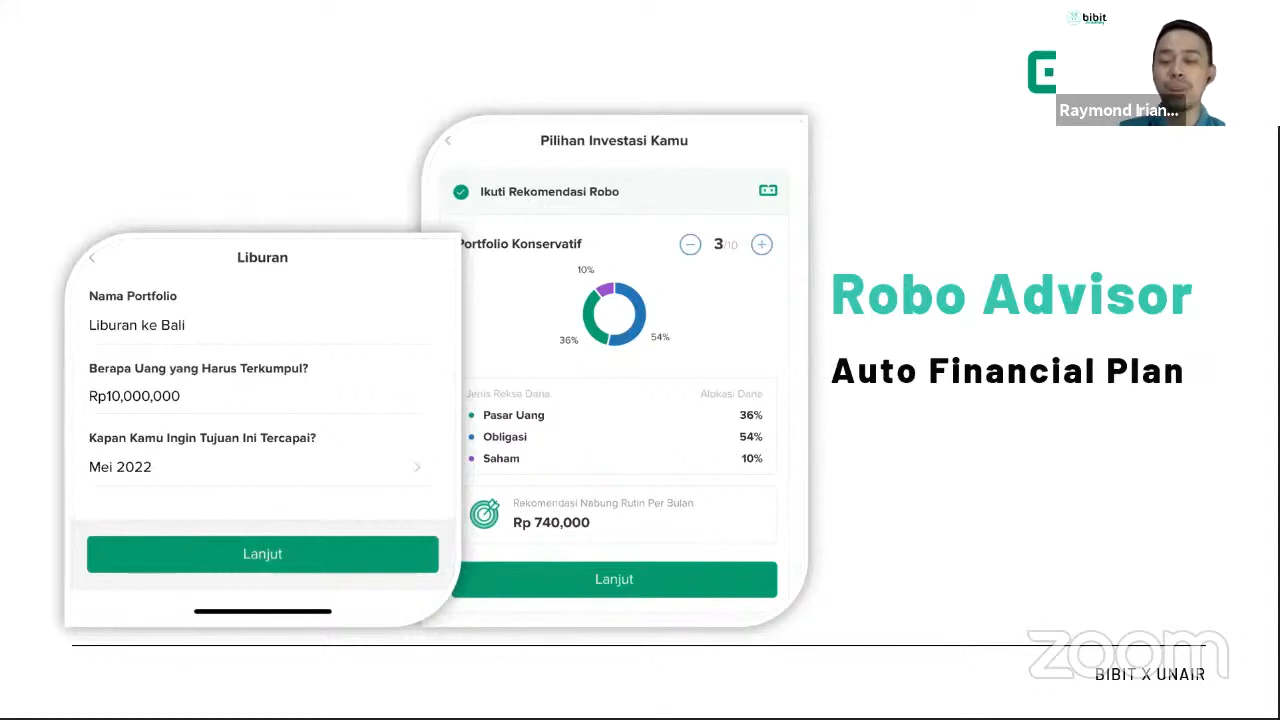 bibit
Raymond Irian...
Pilihan Investasi Kamu
Ikuti Rekomendasi Robo
Portfolio Konservatif
3/10
10%
36%
54%
Jenis Reksa Dana
Alokasi Dana
Pasar Uang
36%
Obligasi
54%
Saham
10%
Rekomendasi Nabung Rutin Per Bulan
Rp 740,000
Lanjut
Liburan
Nama Portfolio
Liburan ke Bali
Berapa Uang yang Harus Terkumpul?
Rp10,000,000
Kapan Kamu Ingin Tujuan Ini Tercapai?
Mei 2022
Lanjut
Robo Advisor
Auto Financial Plan
zoom
BIBIT X UNAIR